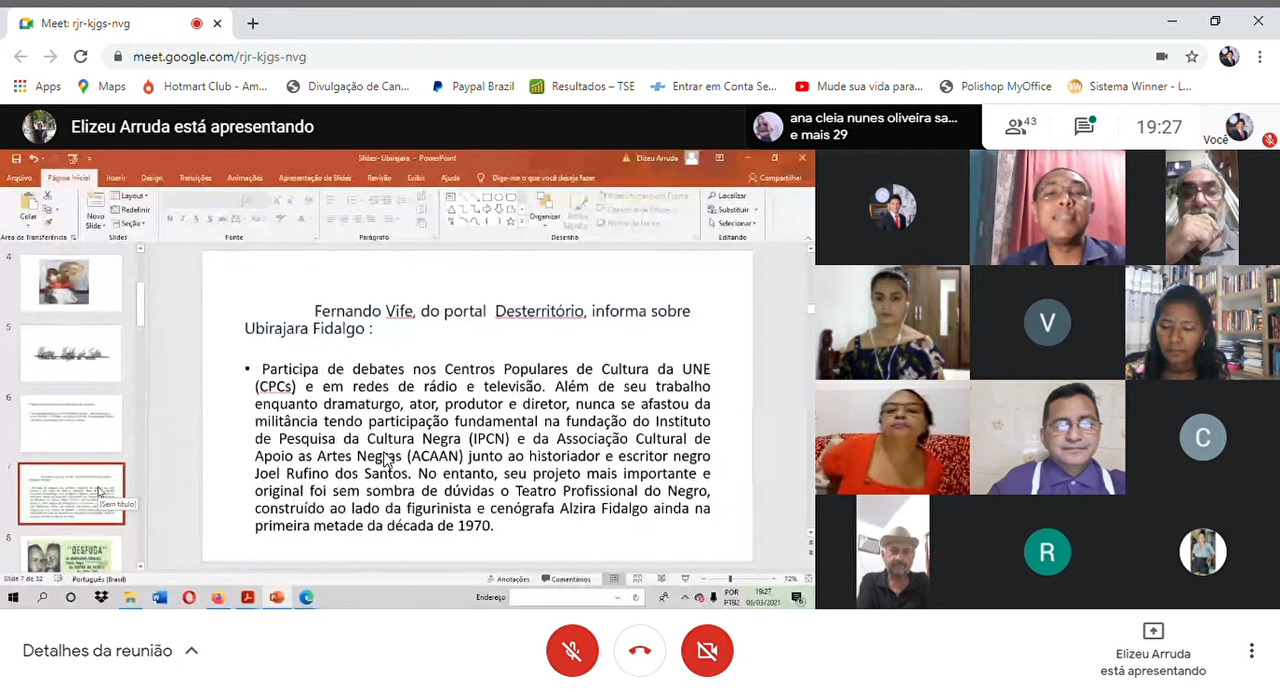 Meet: rjr-kjgs-nvg
meet.google.com/rjr-kjgs-nvg
Apps Maps Hotmart Club - Am... Divulgação de Can... Paypal Brazil Resultados – TSE Entrar em Conta Se... Mude sua vida para... Polishop MyOffice Sistema Winner - L...
Elizeu Arruda está apresentando
ana cleia nunes oliveira sa...
e mais 29
43
19:27
Você
Slides- Ubirajara - PowerPoint
Elizeu Arruda
Arquivo Página Inicial Inserir Design Transições Animações Apresentação de Slides Revisão Exibir Ajuda Diga-me o que você deseja fazer Compartilhar
Colar
Novo
Slide
Layout
Redefinir
Seção
Organizar
Localizar
Substituir
Selecionar
Área de Transferência Slides Fonte Parágrafo Desenho Editando
4
5
6
7
[Sem título]
8
"DESFUGA"
Fernando Vife, do portal Desterritório, informa sobre
Ubirajara Fidalgo :
• Participa de debates nos Centros Populares de Cultura da UNE
(CPCs) e em redes de rádio e televisão. Além de seu trabalho
enquanto dramaturgo, ator, produtor e diretor, nunca se afastou da
militância tendo participação fundamental na fundação do Instituto
de Pesquisa da Cultura Negra (IPCN) e da Associação Cultural de
Apoio as Artes Negras (ACAAN) junto ao historiador e escritor negro
Joel Rufino dos Santos. No entanto, seu projeto mais importante e
original foi sem sombra de dúvidas o Teatro Profissional do Negro,
construído ao lado da figurinista e cenógrafa Alzira Fidalgo ainda na
primeira metade da década de 1970.
Slide 7 de 32 Português (Brasil) Anotações Comentários 72%
Endereço
POR
PTB2
19:27
06/03/2021
V
C
R
Detalhes da reunião
Elizeu Arruda
está apresentando